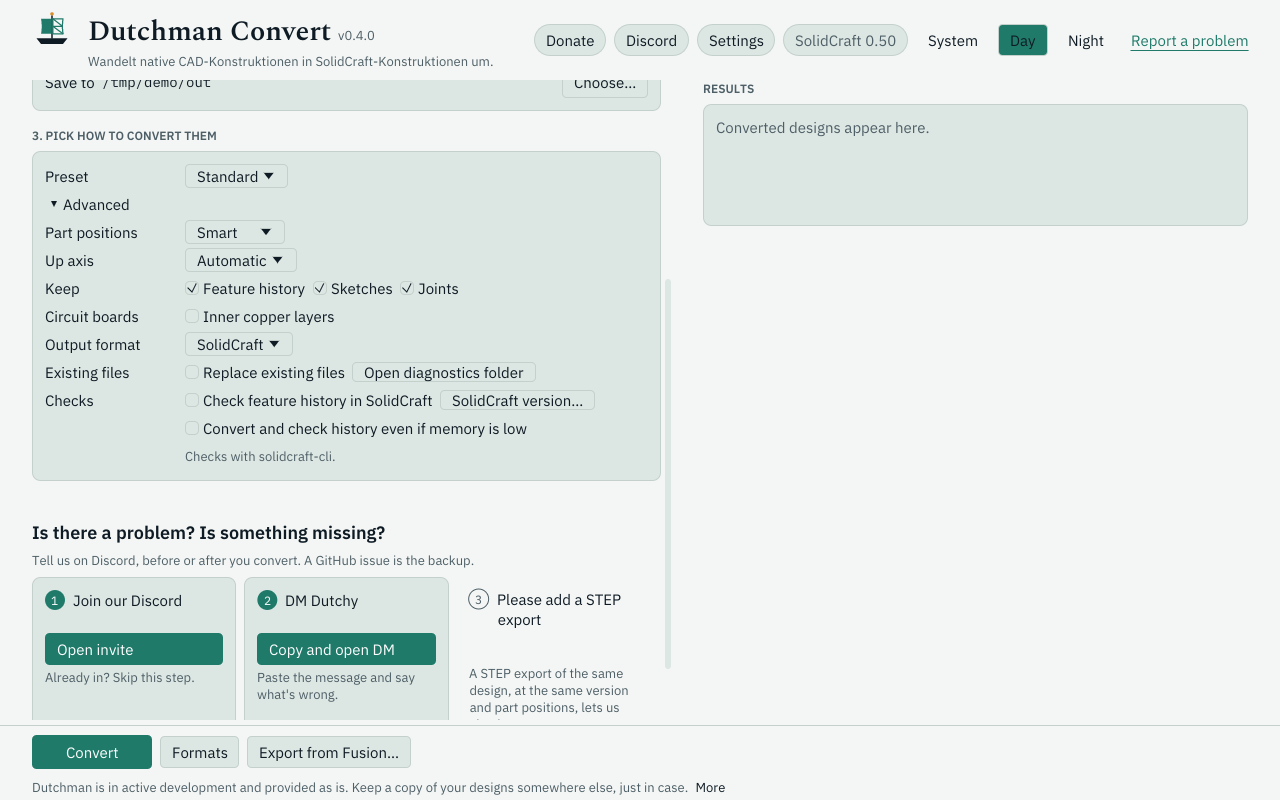 Dutchman Convert v0.4.0
Wandelt native CAD-Konstruktionen in SolidCraft-Konstruktionen um.
Donate
Discord
Settings
SolidCraft 0.50
System
Day
Night
Report a problem
Save to /tmp/demo/out
Choose...
3. PICK HOW TO CONVERT THEM
Preset Standard
Advanced
Part positions Smart
Up axis Automatic
Keep Feature history Sketches Joints
Circuit boards Inner copper layers
Output format SolidCraft
Existing files Replace existing files Open diagnostics folder
Checks Check feature history in SolidCraft SolidCraft version...
Convert and check history even if memory is low
Checks with solidcraft-cli.
Is there a problem? Is something missing?
Tell us on Discord, before or after you convert. A GitHub issue is the backup.
1 Join our Discord
Open invite
Already in? Skip this step.
2 DM Dutchy
Copy and open DM
Paste the message and say
what's wrong.
3 Please add a STEP
export
A STEP export of the same
design, at the same version
and part positions, lets us
RESULTS
Converted designs appear here.
Convert
Formats
Export from Fusion...
Dutchman is in active development and provided as is. Keep a copy of your designs somewhere else, just in case. More